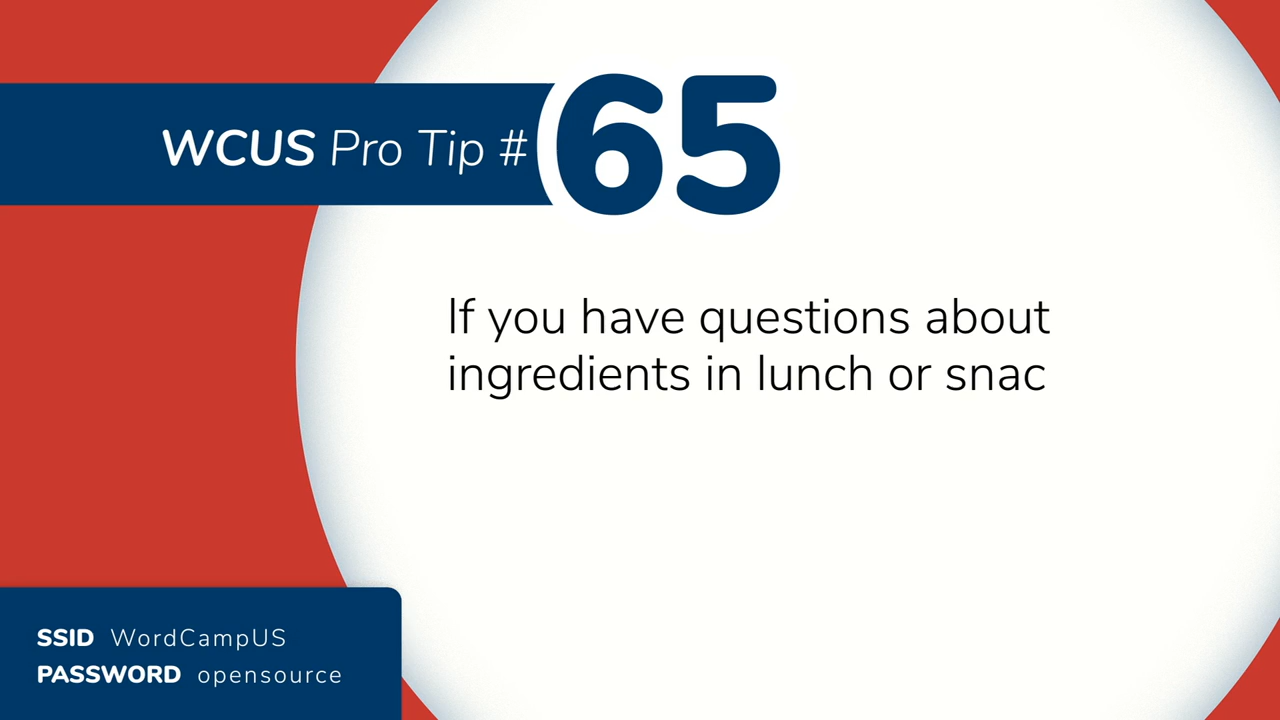 WCUS Pro Tip #65
If you have questions about
ingredients in lunch or snac
SSID WordCampUS
PASSWORD opensource